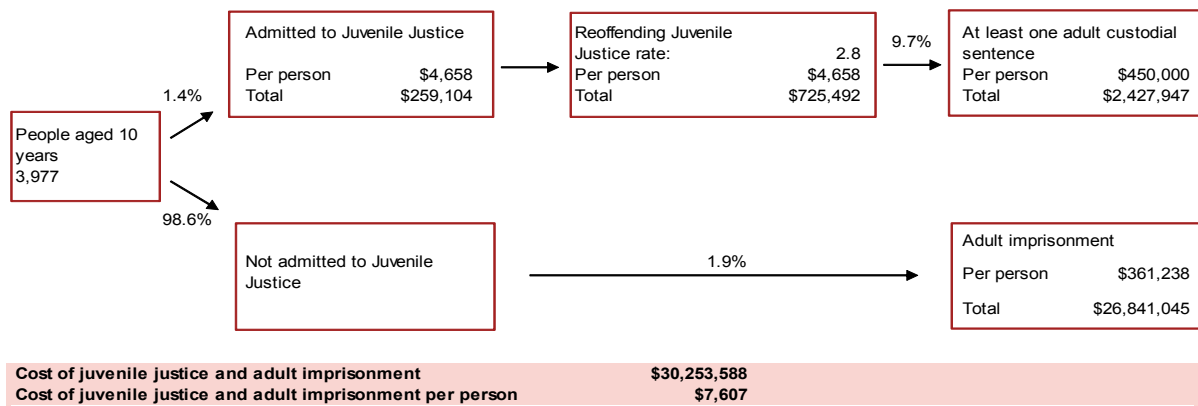 People aged 10
years
3,977
1.4%
98.6%
Admitted to Juvenile Justice
Per person $4,658
Total $259,104
Reoffending Juvenile
Justice rate: 2.8
Per person $4,658
Total $725,492
9.7%
At least one adult custodial
sentence
Per person $450,000
Total $2,427,947
Not admitted to Juvenile
Justice
1.9%
Adult imprisonment
Per person $361,238
Total $26,841,045
Cost of juvenile justice and adult imprisonment $30,253,588
Cost of juvenile justice and adult imprisonment per person $7,607